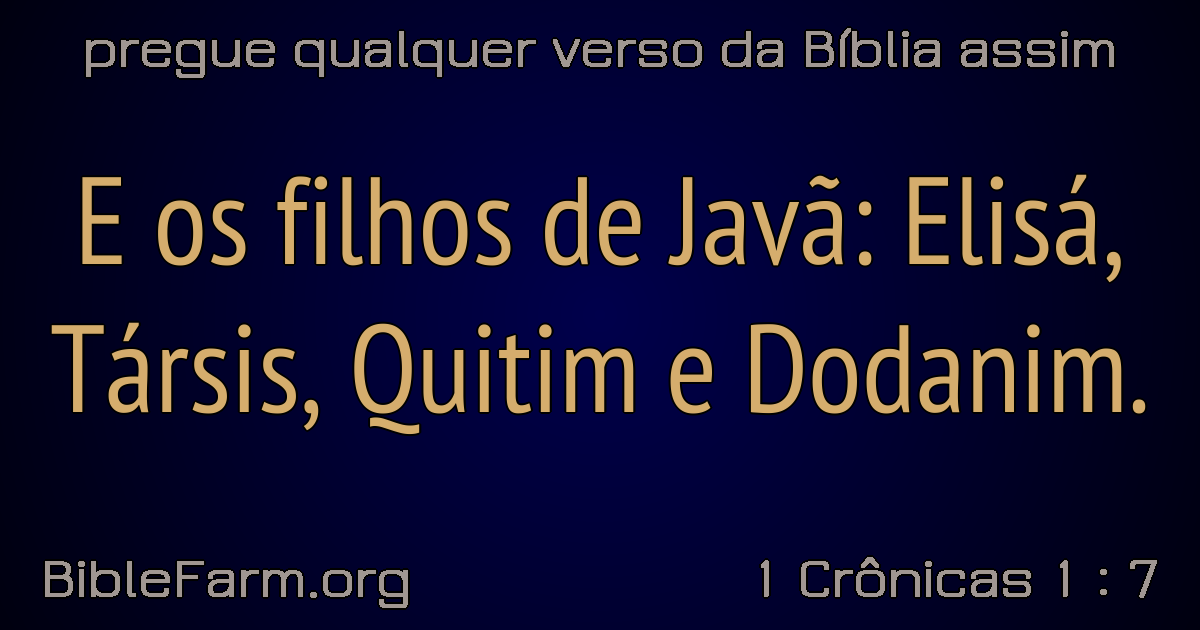 pregue qualquer verso da Bíblia assim
E os filhos de Javã: Elisá,
Társis, Quitim e Dodanim.
BibleFarm.org
1 Crônicas 1 : 7